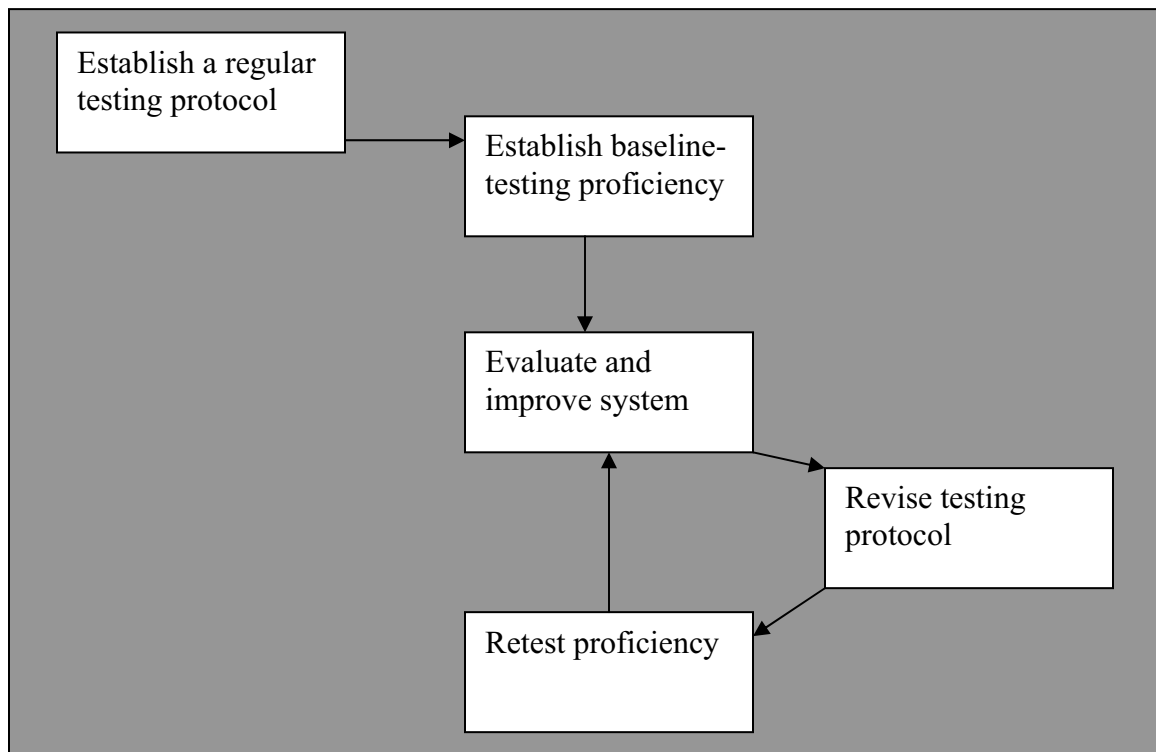 Establish a regular
testing protocol
Establish baseline-
testing proficiency
Evaluate and
improve system
Revise testing
protocol
Retest proficiency